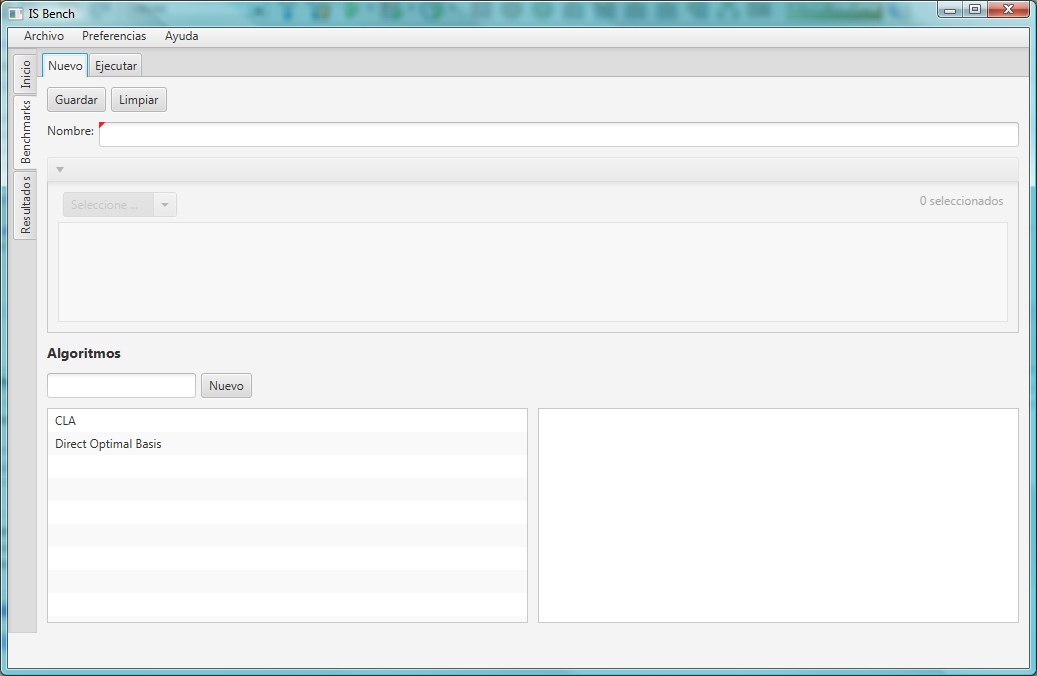 IS Bench
Archivo Preferencias Ayuda
Inicio
Benchmarks
Resultados
Nuevo Ejecutar
Guardar Limpiar
Nombre:
Seleccione ...
0 seleccionados
Algoritmos
Nuevo
CLA
Direct Optimal Basis